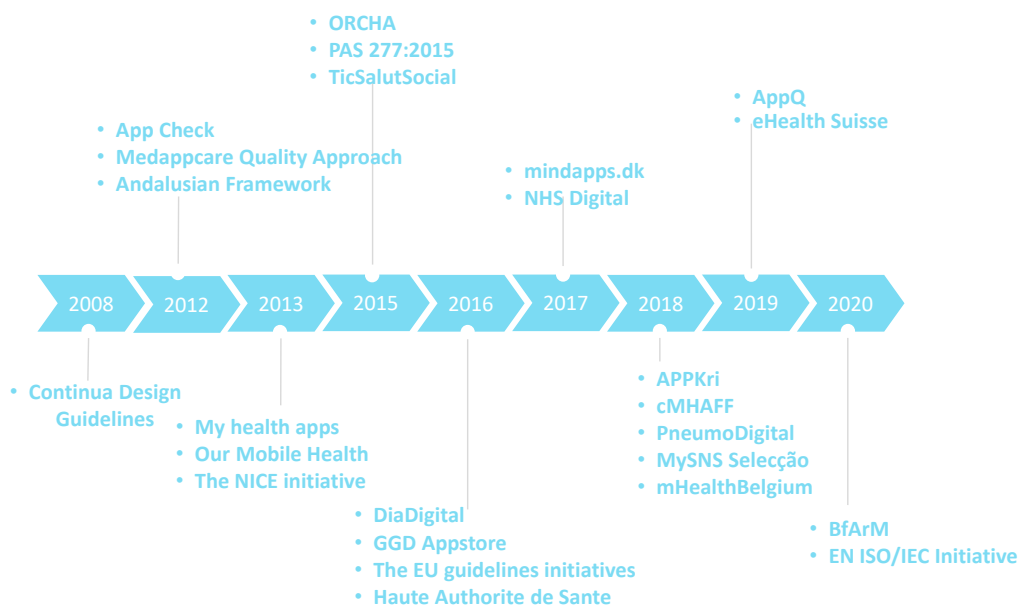 • ORCHA
• PAS 277:2015
• TicSalutSocial
• AppQ
• eHealth Suisse
• App Check
• Medappcare Quality Approach
• Andalusian Framework
• mindapps.dk
• NHS Digital
2008 2012 2013 2015 2016 2017 2018 2019 2020
• Continua Design
Guidelines
• My health apps
• Our Mobile Health
• The NICE initiative
• APPKri
• cMHAFF
• PneumoDigital
• MySNS Selecção
• mHealthBelgium
• DiaDigital
• GGD Appstore
• The EU guidelines initiatives
• Haute Authorite de Sante
• BfArM
• EN ISO/IEC Initiative